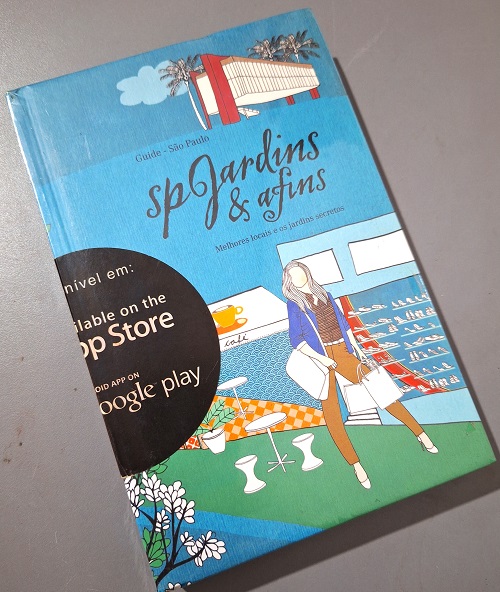 Guide - São Paulo
spJardins
& afins
Melhores locais e os jardins secretos
nivel em:
ilable on the
pp Store
OID APP ON
oogle play
café